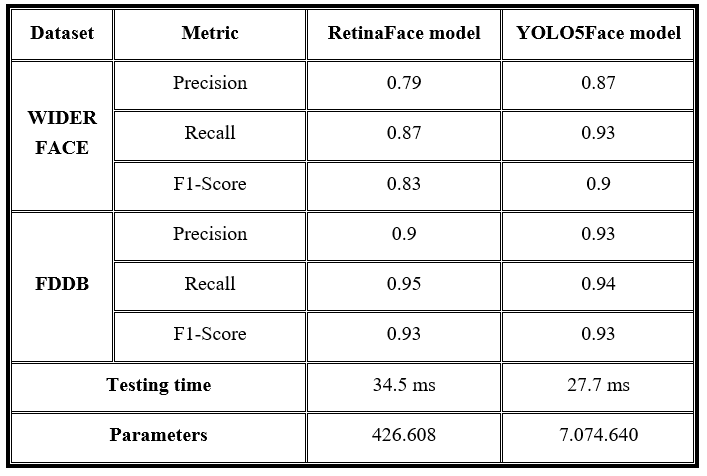 Dataset Metric RetinaFace model YOLO5Face model
WIDER FACE Precision 0.79 0.87
Recall 0.87 0.93
F1-Score 0.83 0.9
FDDB Precision 0.9 0.93
Recall 0.95 0.94
F1-Score 0.93 0.93
Testing time 34.5 ms 27.7 ms
Parameters 426.608 7.074.640